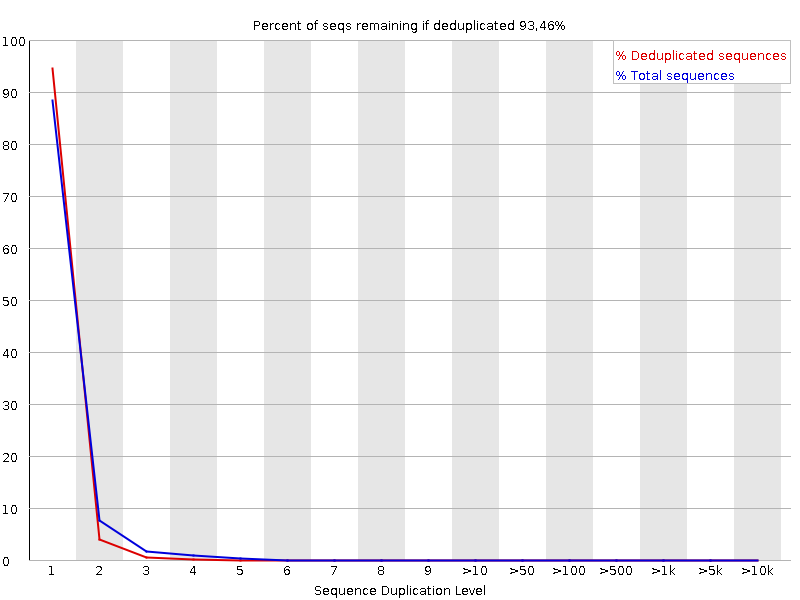 Percent of seqs remaining if deduplicated 93,46%
% Deduplicated sequences
% Total sequences
100
90
80
70
60
50
40
30
20
10
0
1 2 3 4 5 6 7 8 9 >10 >50 >100 >500 >1k >5k >10k
Sequence Duplication Level